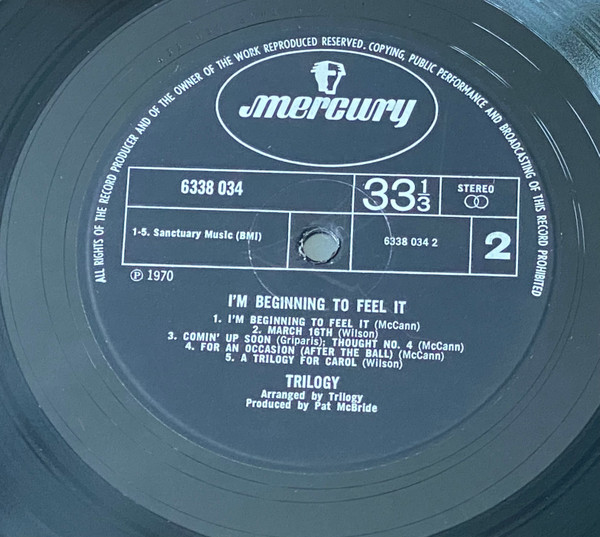 ALL RIGHTS OF THE RECORD PRODUCER AND OF THE OWNER OF THE WORK REPRODUCED RESERVED. COPYING, PUBLIC PERFORMANCE AND BROADCASTING OF THIS RECORD PROHIBITED
mercury
6338 034
33 1/3
STEREO
1-5. Sanctuary Music (BMI)
6338 034 2
2
Ⓟ 1970
I'M BEGINNING TO FEEL IT
1. I'M BEGINNING TO FEEL IT (McCann)
2. MARCH 16TH (Wilson)
3. COMIN' UP SOON (Griparis); THOUGHT NO. 4 (McCann)
4. FOR AN OCCASION (AFTER THE BALL) (McCann)
5. A TRILOGY FOR CAROL (Wilson)
TRILOGY
Arranged by Trilogy
Produced by Pat McBride